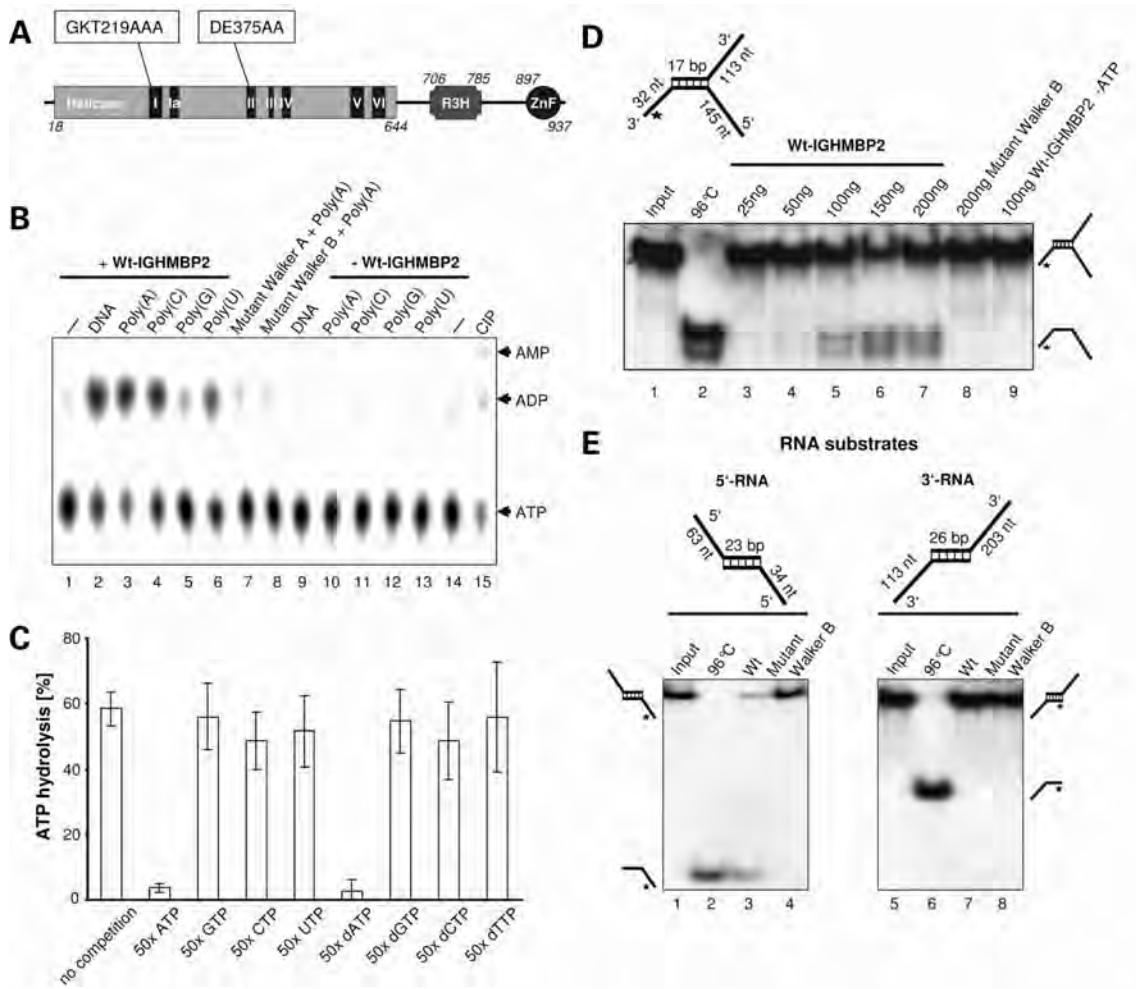 A
GKT219AAA
DE375AA
Helicase
I
Ia
II
III
IV
V
VI
706
785
897
R3H
ZnF
18
644
937
B
+ Wt-IGHMBP2
- Wt-IGHMBP2
—
DNA
Poly(A)
Poly(C)
Poly(G)
Poly(U)
Mutant Walker A + Poly(A)
Mutant Walker B + Poly(A)
DNA
Poly(A)
Poly(C)
Poly(G)
Poly(U)
—
CIP
AMP
ADP
ATP
1 2 3 4 5 6 7 8 9 10 11 12 13 14 15
C
ATP hydrolysis [%]
80
60
40
20
0
no competition
50x ATP
50x GTP
50x CTP
50x UTP
50x dATP
50x dGTP
50x dCTP
50x dTTP
D
17 bp
3'
113 nt
32 nt
3'
*
145 nt
5'
Wt-IGHMBP2
Input
96°C
25ng
50ng
100ng
150ng
200ng
200ng Mutant Walker B
100ng Wt-IGHMBP2 -ATP
*
*
1 2 3 4 5 6 7 8 9
E
RNA substrates
5'-RNA
3'-RNA
5'
63 nt
23 bp
34 nt
5'
3'
26 bp
203 nt
113 nt
3'
Input
96°C
Wt
Mutant
Walker B
Input
96°C
Wt
Mutant
Walker B
*
*
*
*
1 2 3 4
5 6 7 8